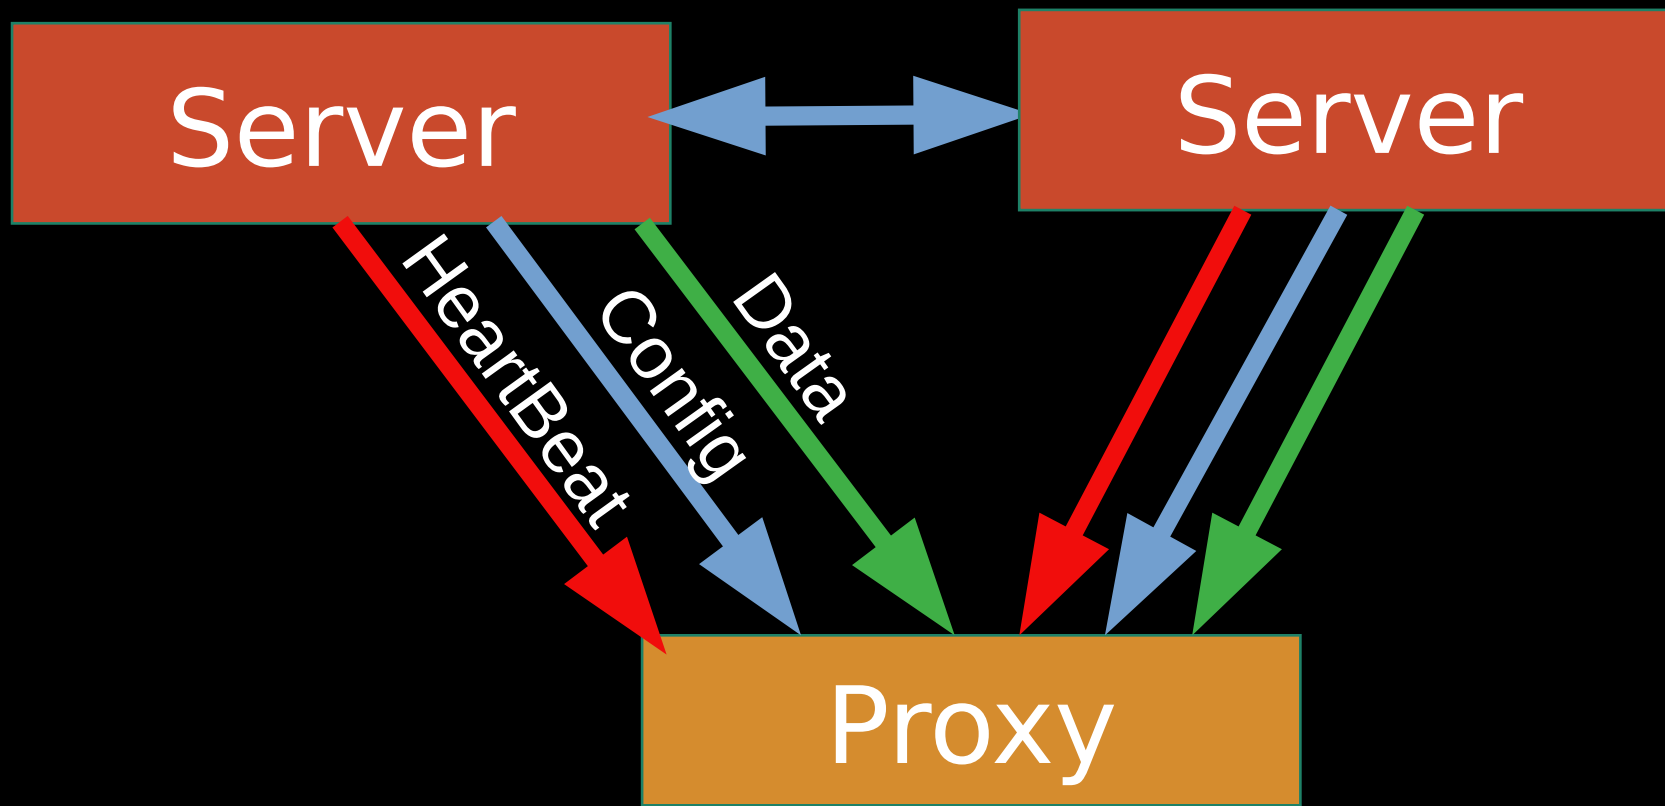 Server
Server
HeartBeat
Config
Data
Proxy